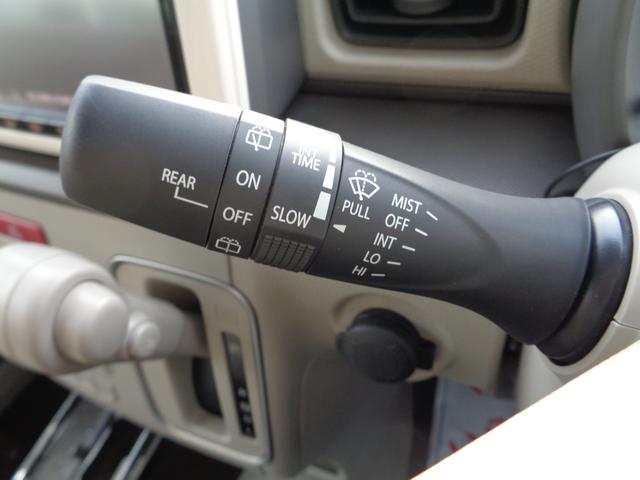 REAR
ON
OFF
INT
TIME
SLOW
PULL
MIST
OFF
INT
LO
HI